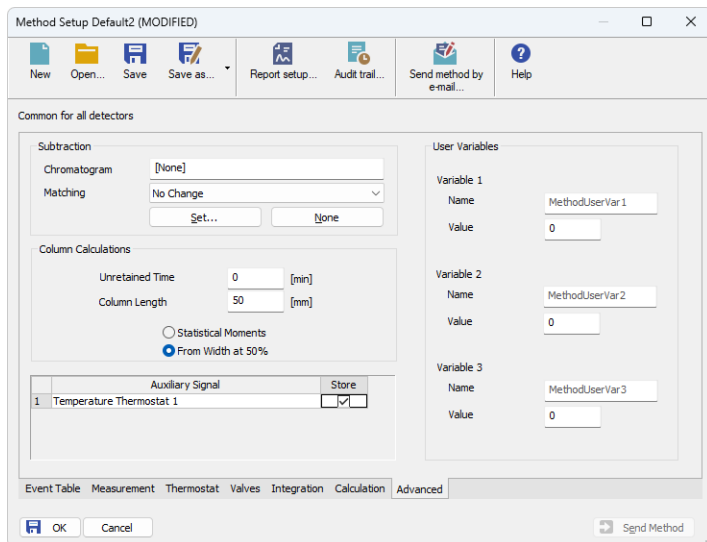 Method Setup Default2 (MODIFIED)
New Open... Save Save as... Report setup... Audit trail... Send method by e-mail... Help
Common for all detectors
Subtraction
Chromatogram [None]
Matching No Change
Set... None
Column Calculations
Unretained Time 0 [min]
Column Length 50 [mm]
Statistical Moments
From Width at 50%
Auxiliary Signal Store
1 Temperature Thermostat 1
User Variables
Variable 1
Name MethodUserVar1
Value 0
Variable 2
Name MethodUserVar2
Value 0
Variable 3
Name MethodUserVar3
Value 0
Event Table Measurement Thermostat Valves Integration Calculation Advanced
OK Cancel Send Method